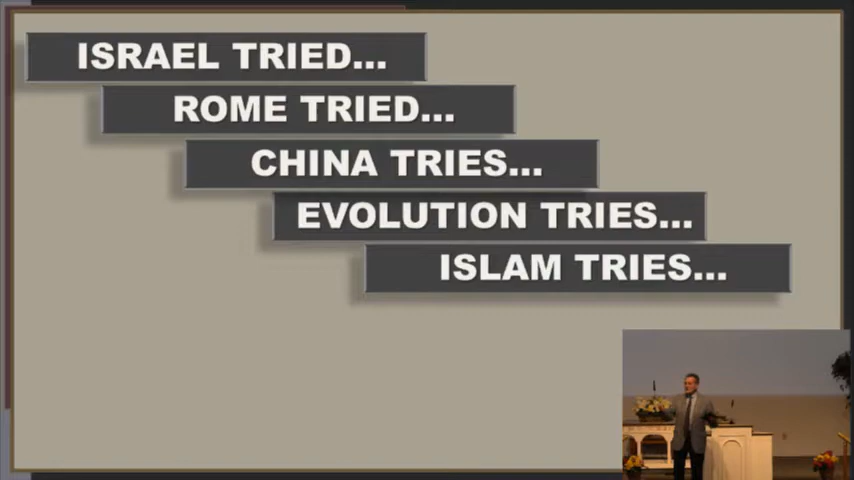 ISRAEL TRIED...
ROME TRIED...
CHINA TRIES...
EVOLUTION TRIES...
ISLAM TRIES...